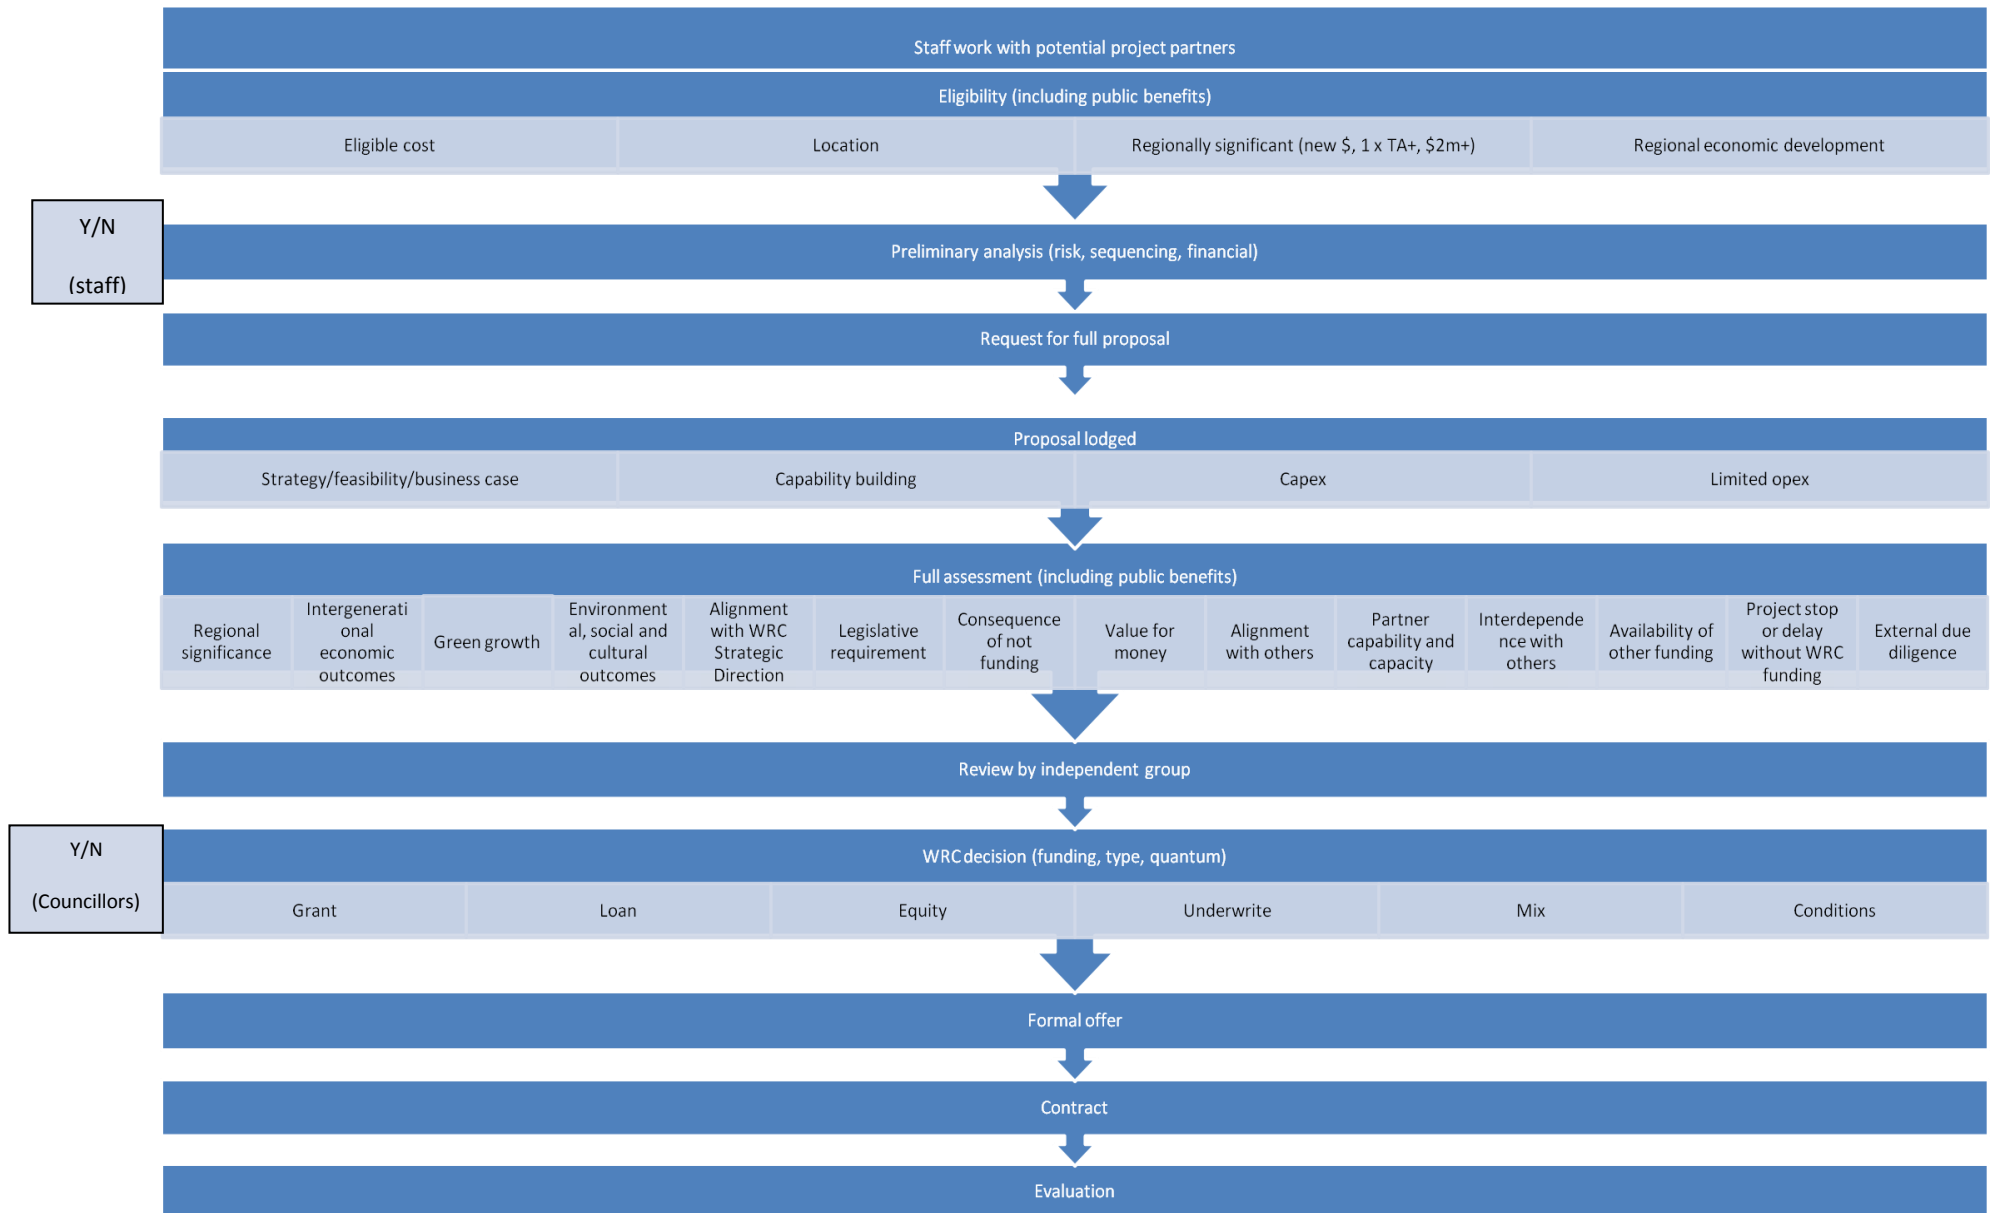 Staff work with potential project partners
Eligibility (including public benefits)
Eligible cost
Location
Regionally significant (new $, 1 x TA+, $2m+)
Regional economic development
Y/N
(staff)
Preliminary analysis (risk, sequencing, financial)
Request for full proposal
Proposal lodged
Strategy/feasibility/business case
Capability building
Capex
Limited opex
Full assessment (including public benefits)
Regional
significance
Intergenerati
onal
economic
outcomes
Green growth
Environment
al, social and
cultural
outcomes
Alignment
with WRC
Strategic
Direction
Legislative
requirement
Consequence
of not
funding
Value for
money
Alignment
with others
Partner
capability and
capacity
Interdepende
nce with
others
Availability of
other funding
Project stop
or delay
without WRC
funding
External due
diligence
Review by independent group
Y/N
(Councillors)
WRC decision (funding, type, quantum)
Grant
Loan
Equity
Underwrite
Mix
Conditions
Formal offer
Contract
Evaluation